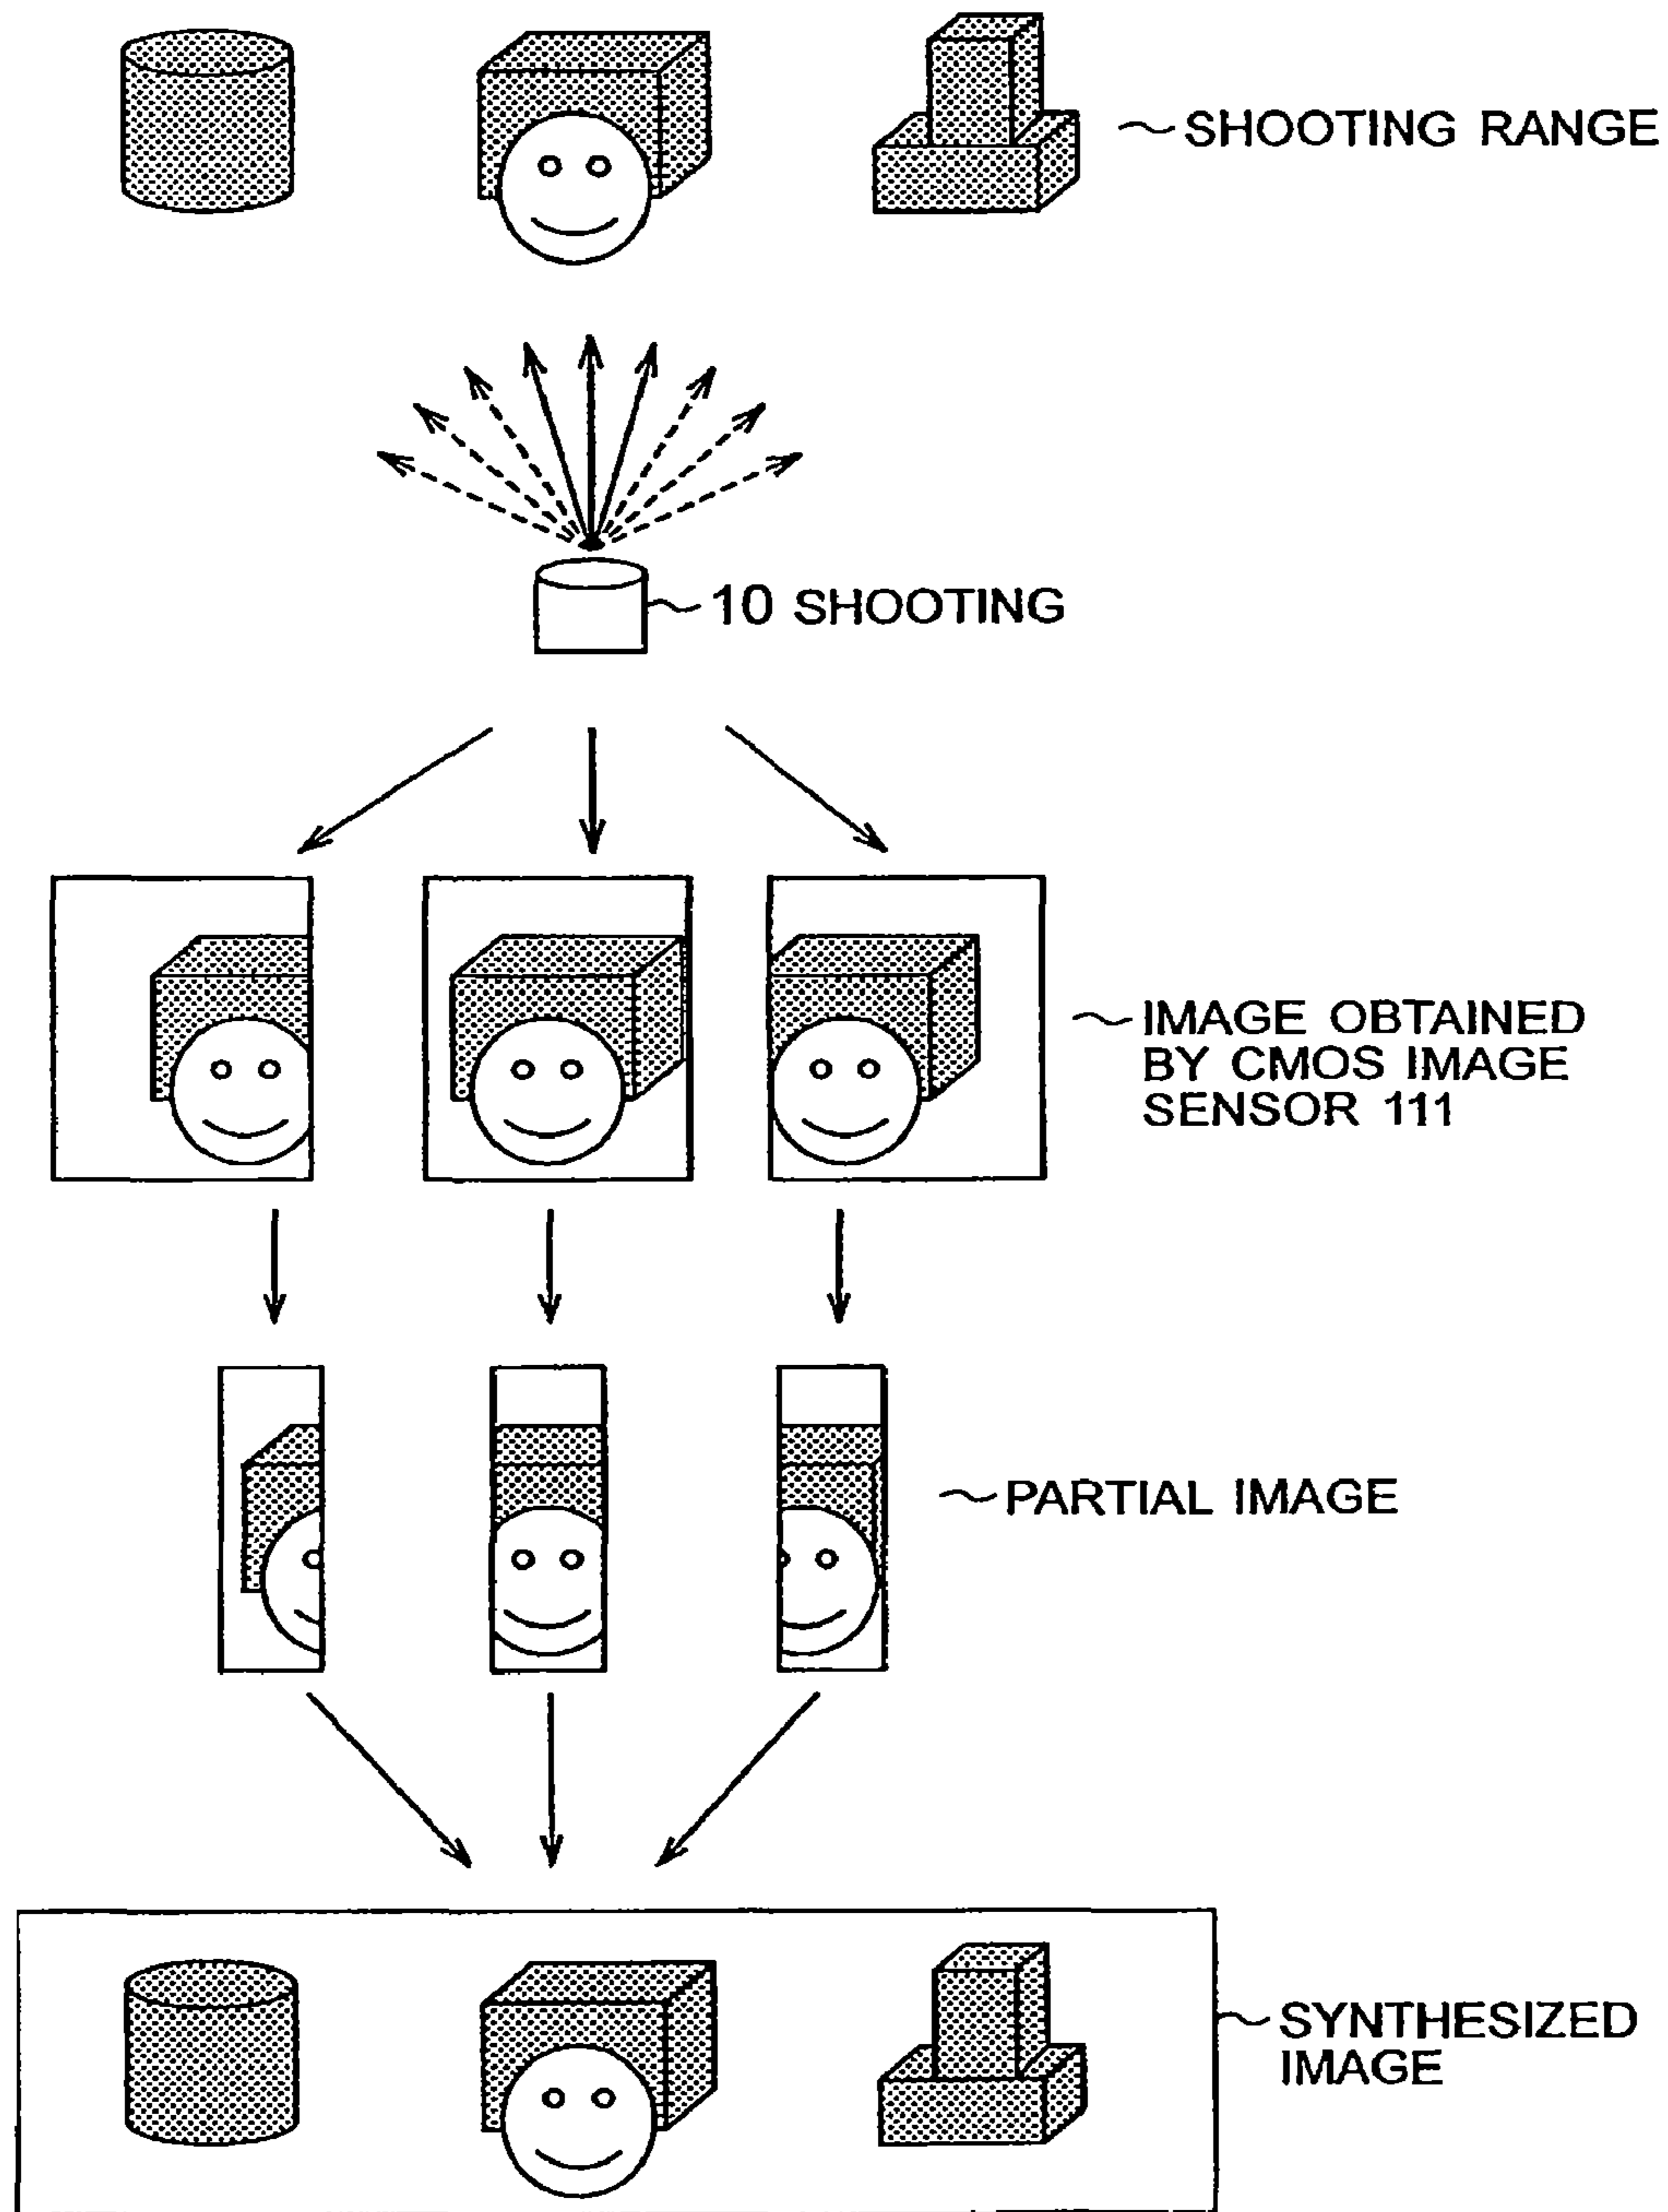 SHOOTING RANGE
10 SHOOTING
IMAGE OBTAINED
BY CMOS IMAGE
SENSOR 111
PARTIAL IMAGE
SYNTHESIZED
IMAGE